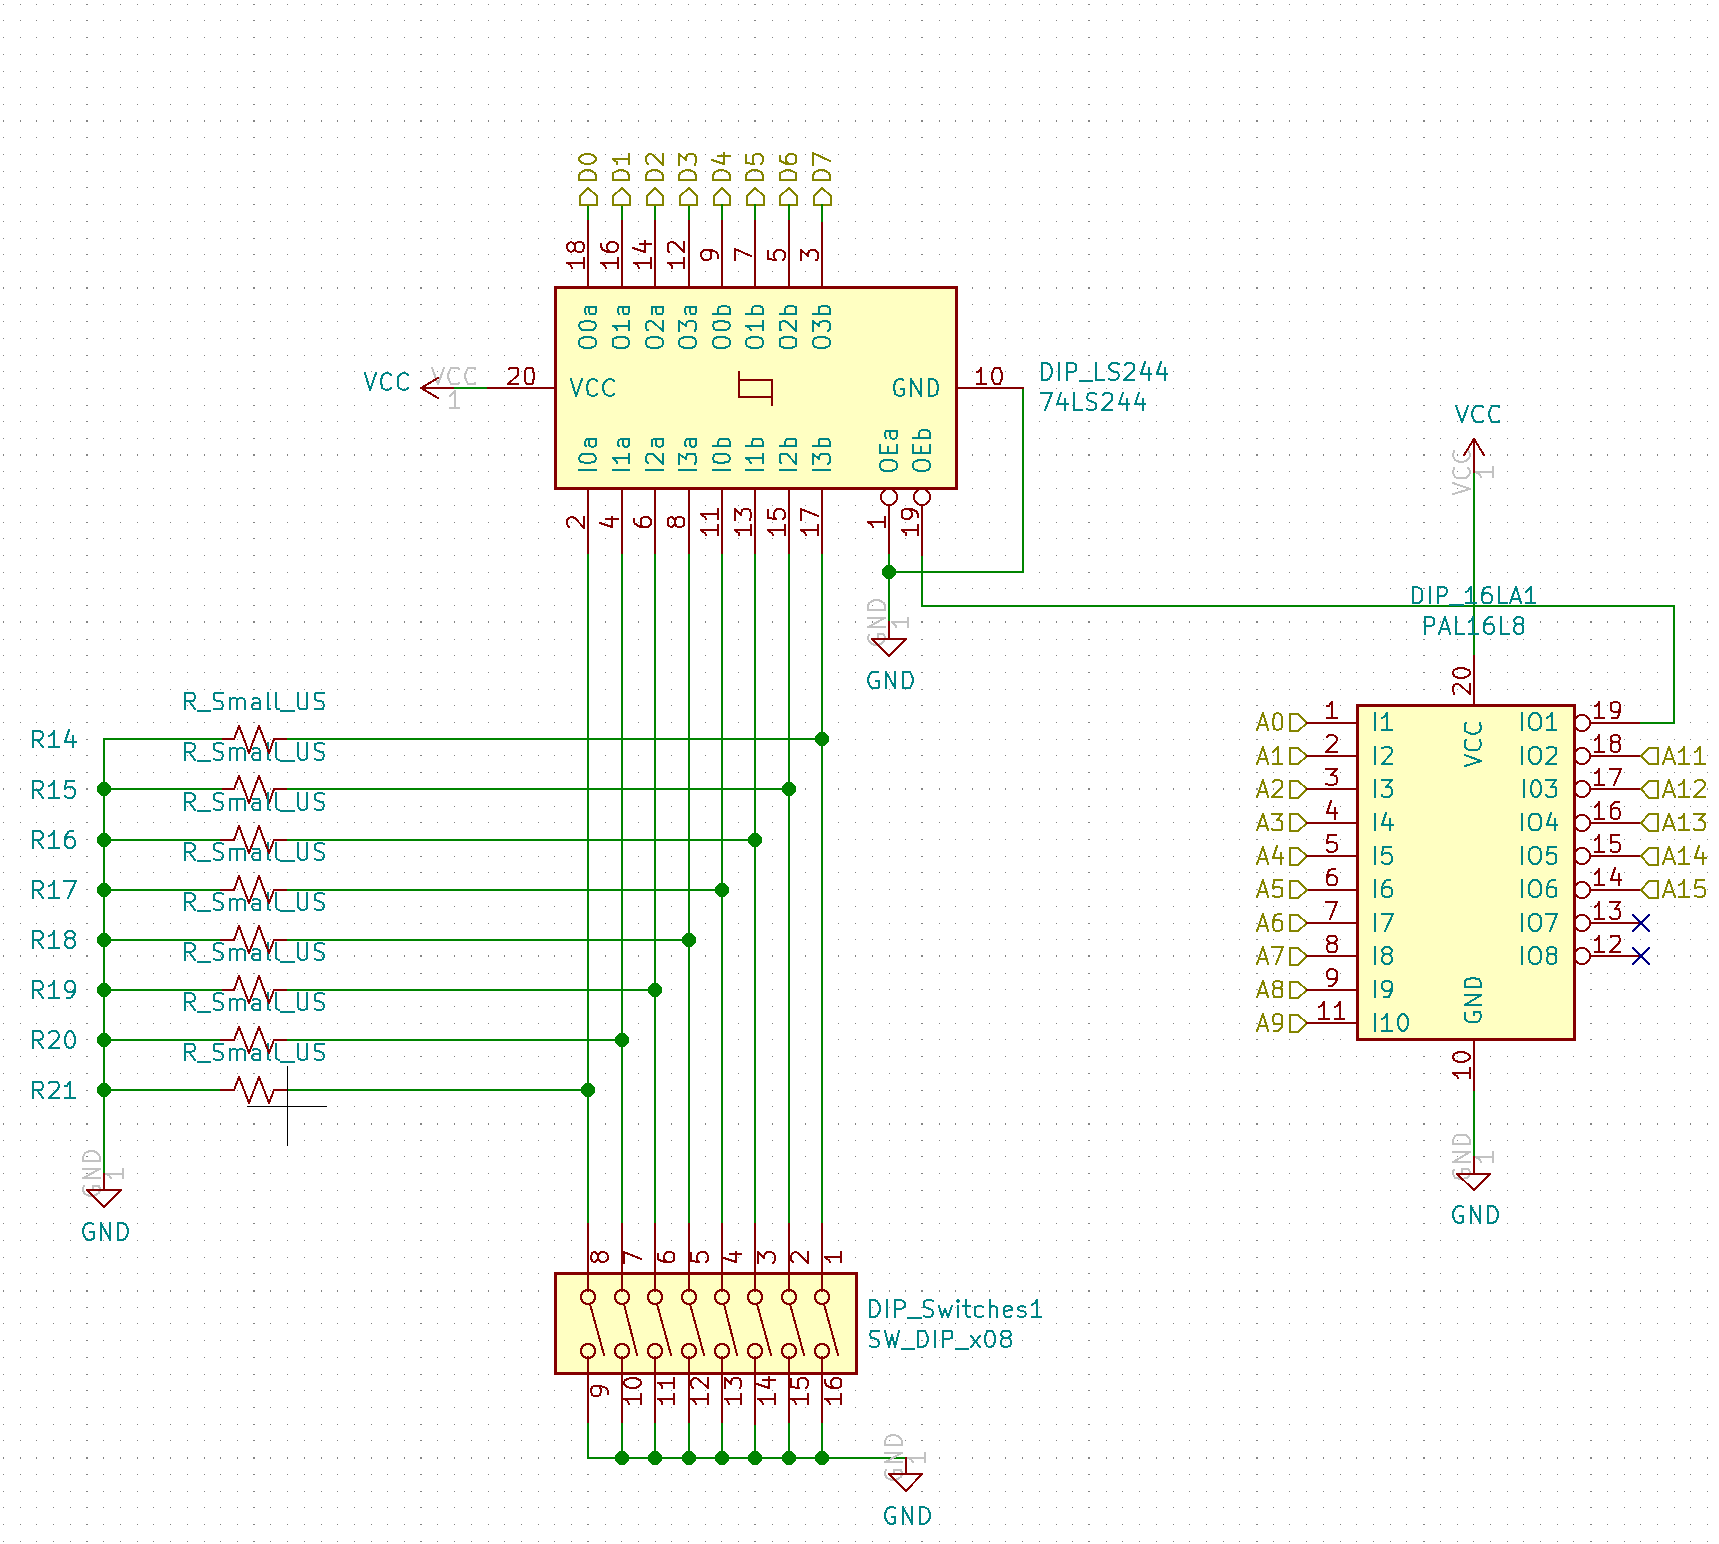 D0 D1 D2 D3 D4 D5 D6 D7
18 16 14 12 9 7 5 3
O0a O1a O2a O3a O0b O1b O2b O3b
VCC VCC 1 20 VCC GND 10
DIP_LS244
74LS244
I0a I1a I2a I3a I0b I1b I2b I3b OEa OEb
2 4 6 8 11 13 15 17 1 19
GND 1
GND
VCC
VCC 1
DIP_16LA1
PAL16L8
20
A0 1 I1 VCC IO1 19
A1 2 I2 IO2 18 A11
A2 3 I3 I03 17 A12
A3 4 I4 IO4 16 A13
A4 5 I5 IO5 15 A14
A5 6 I6 IO6 14 A15
A6 7 I7 IO7 13
A7 8 I8 IO8 12
A8 9 I9 GND
A9 11 I10
10
GND 1
GND
R_Small_US
R14
R_Small_US
R15
R_Small_US
R16
R_Small_US
R17
R_Small_US
R18
R_Small_US
R19
R_Small_US
R20
R_Small_US
R21
GND 1
GND
8 7 6 5 4 3 2 1
DIP_Switches1
SW_DIP_x08
9 10 11 12 13 14 15 16
GND 1
GND